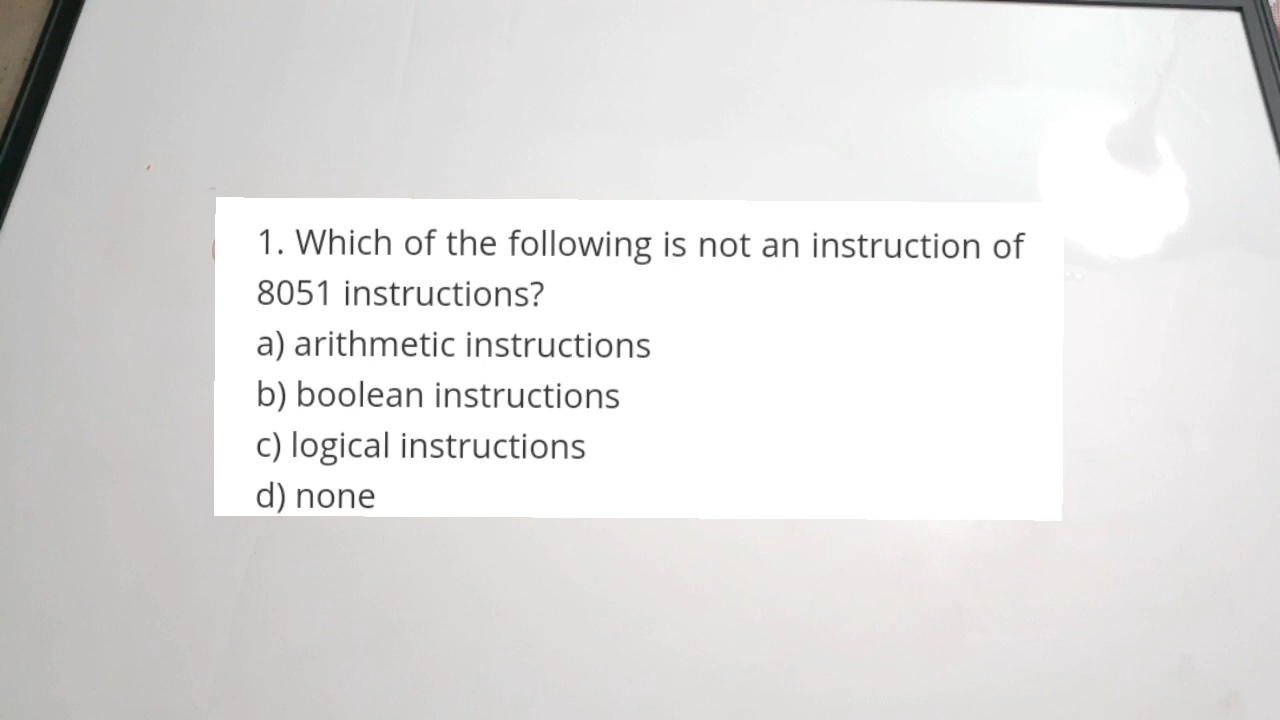 1. Which of the following is not an instruction of
8051 instructions?
a) arithmetic instructions
b) boolean instructions
c) logical instructions
d) none